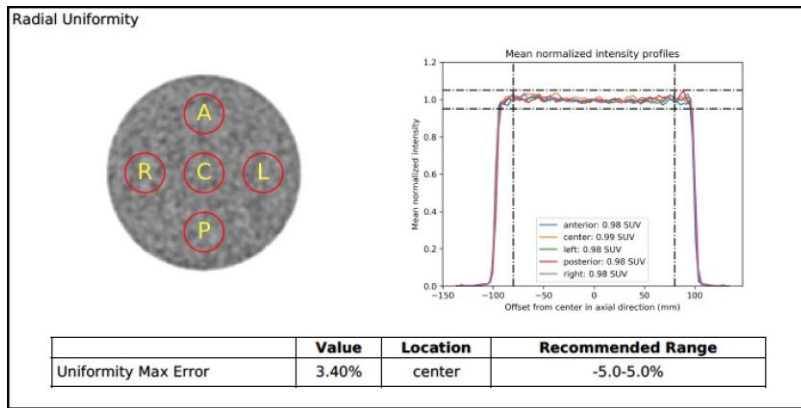 Radial Uniformity
A
R C L
P
Mean normalized intensity profiles
Mean normalized intensity
1.2
1.0
0.8
0.6
0.4
0.2
0.0
anterior: 0.98 SUV
center: 0.99 SUV
left: 0.98 SUV
posterior: 0.98 SUV
right: 0.98 SUV
−150 −100 −50 0 50 100
Offset from center in axial direction (mm)
Value Location Recommended Range
Uniformity Max Error 3.40% center -5.0-5.0%